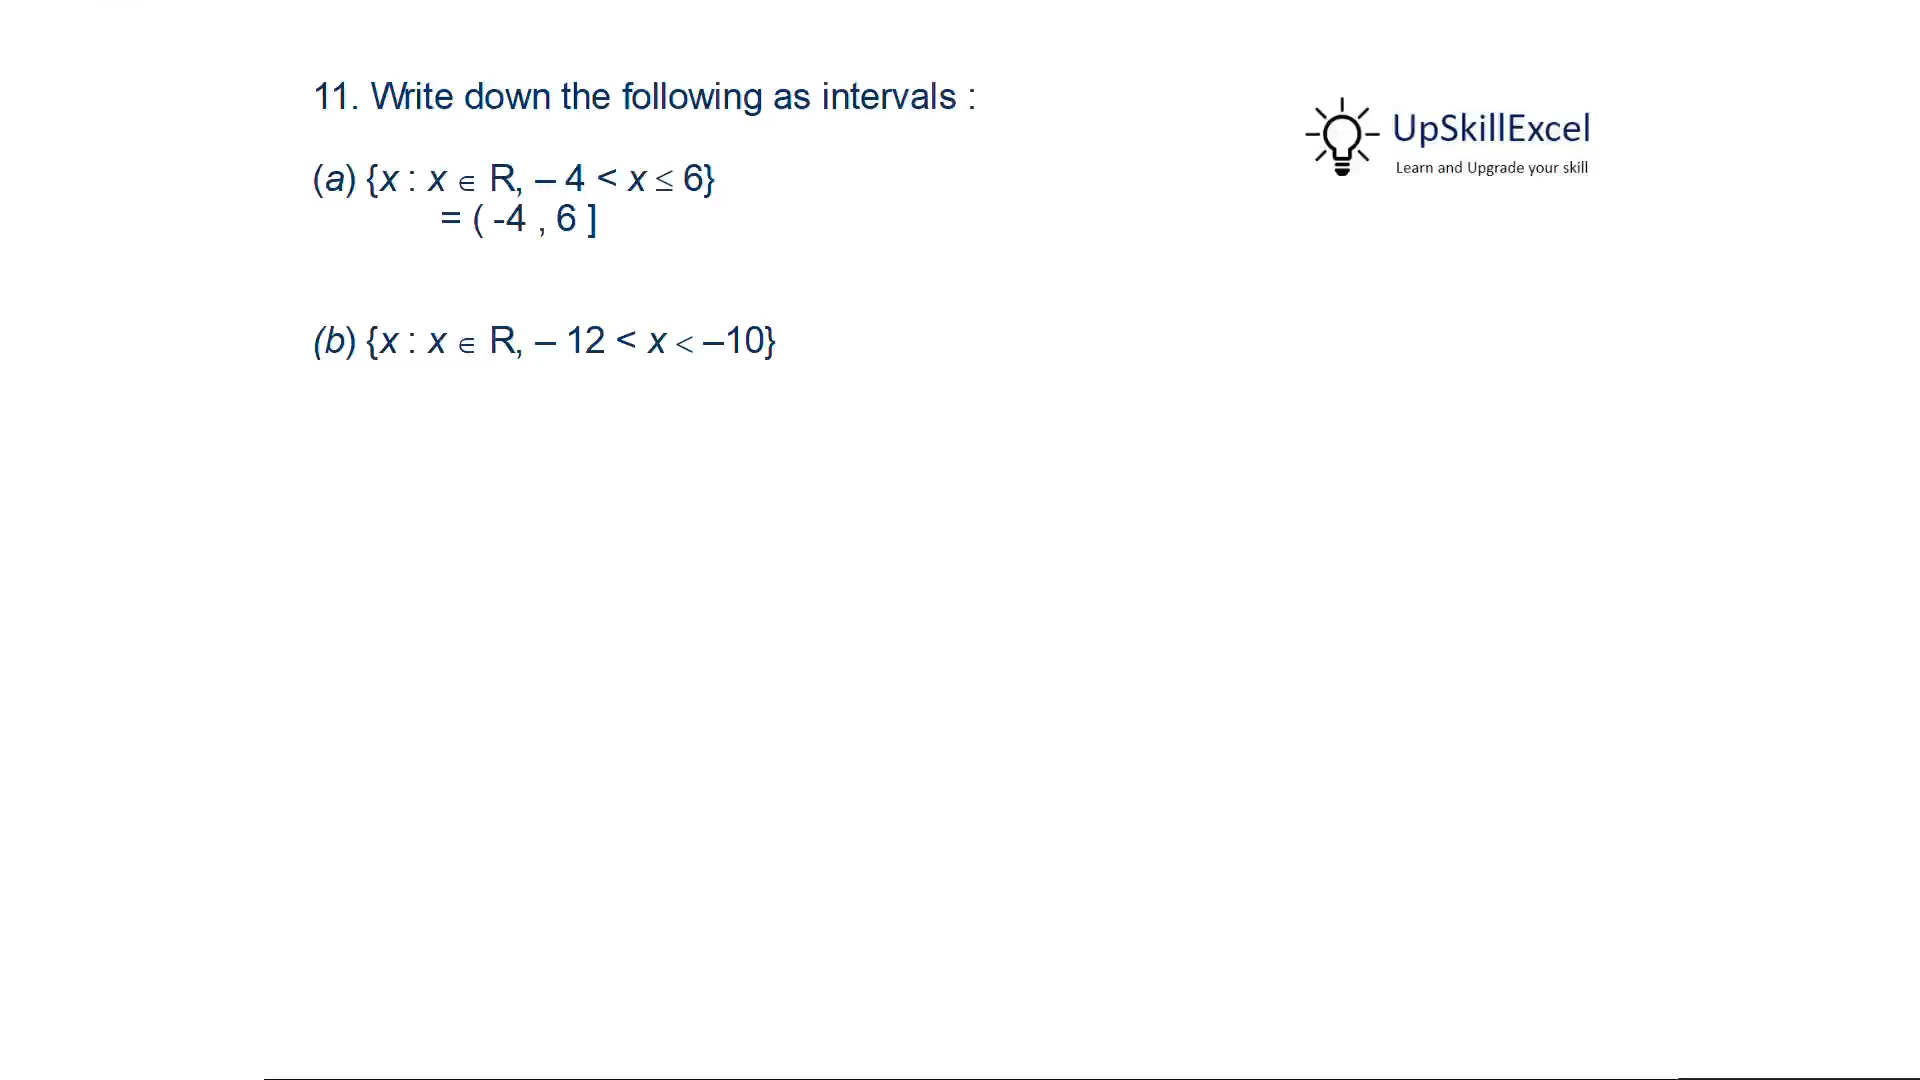 11. Write down the following as intervals :
UpSkillExcel
Learn and Upgrade your skill
(a) {x : x ∈ R, – 4 < x ≤ 6}
= ( -4 , 6 ]
(b) {x : x ∈ R, – 12 < x < –10}